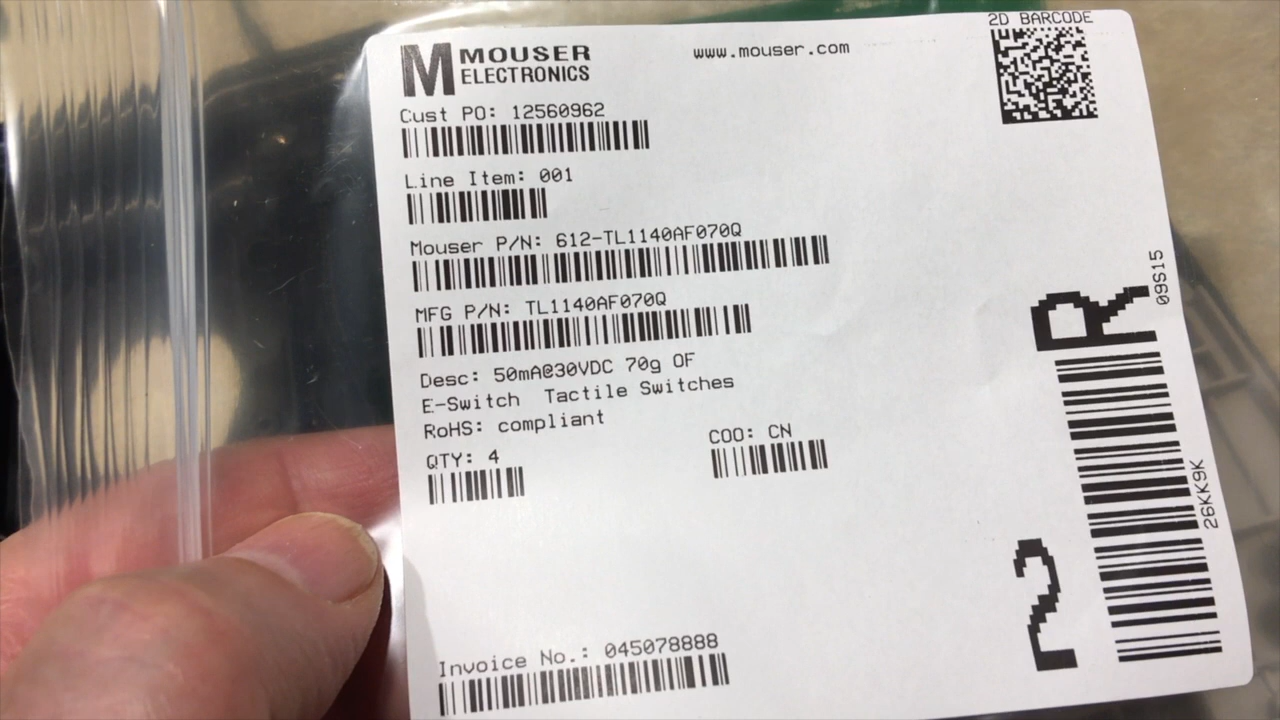 M MOUSER
ELECTRONICS
www.mouser.com
2D BARCODE
Cust PO: 12560962
Line Item: 001
Mouser P/N: 612-TL1140AF070Q
MFG P/N: TL1140AF070Q
Desc: 50mA@30VDC 70g OF
E-Switch Tactile Switches
RoHS: compliant
QTY: 4
COO: CN
Invoice No.: 045078888
09S15
R
26KK9K
2